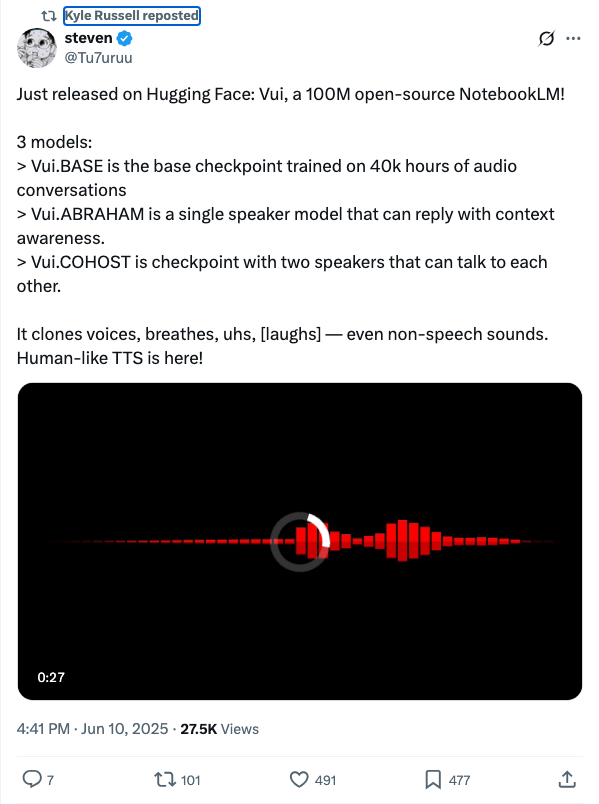 Kyle Russell reposted
steven
@Tu7uruu
Just released on Hugging Face: Vui, a 100M open-source NotebookLM!
3 models:
> Vui.BASE is the base checkpoint trained on 40k hours of audio
conversations
> Vui.ABRAHAM is a single speaker model that can reply with context
awareness.
> Vui.COHOST is checkpoint with two speakers that can talk to each
other.
It clones voices, breathes, uhs, [laughs] — even non-speech sounds.
Human-like TTS is here!
0:27
4:41 PM · Jun 10, 2025 · 27.5K Views
7 101 491 477